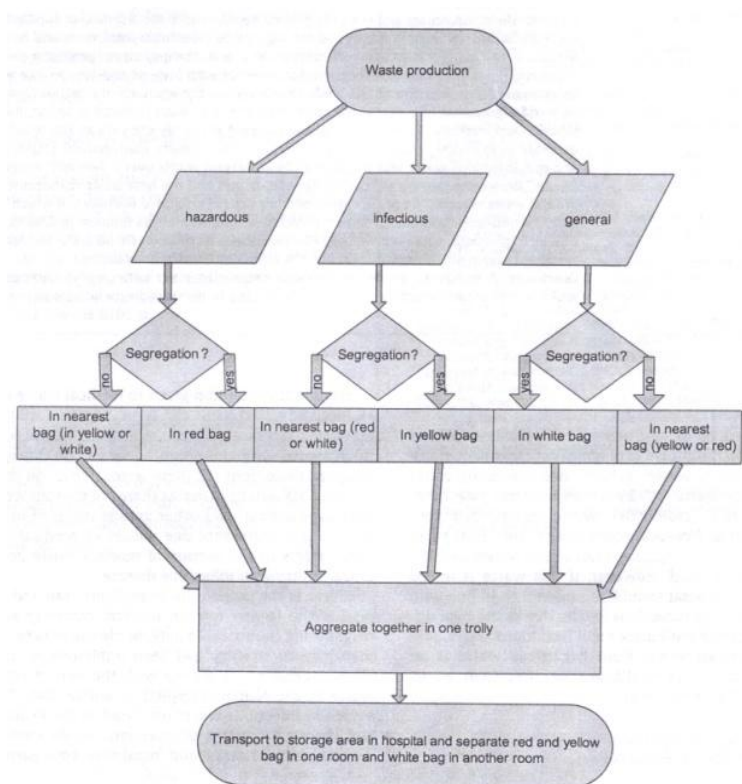 Waste production
hazardous
infectious
general
Segregation?
Segregation?
Segregation?
no
yes
no
yes
yes
no
In nearest
bag (in yellow or
white)
In red bag
In nearest bag (red
or white)
In yellow bag
In white bag
In nearest
bag (yellow or red)
Aggregate together in one trolly
Transport to storage area in hospital and separate red and yellow
bag in one room and white bag in another room